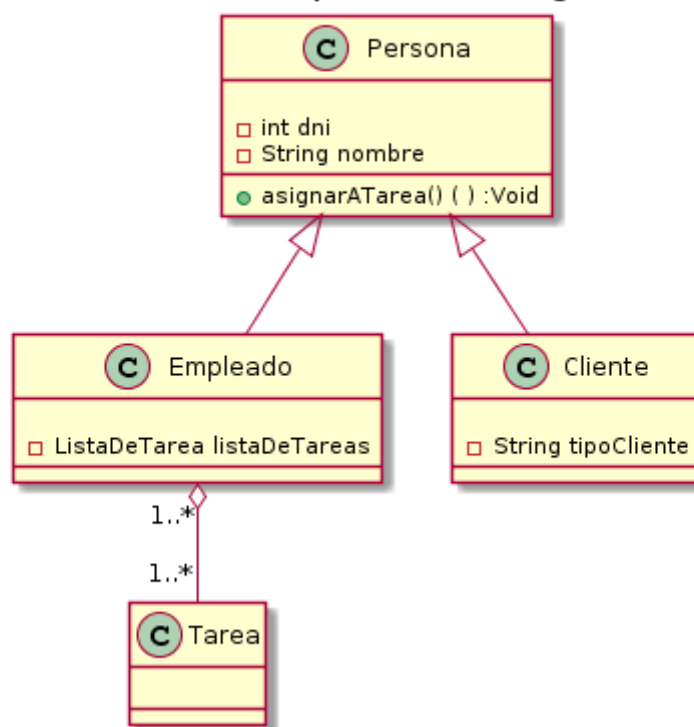 C Persona
int dni
String nombre
asignarATarea() ( ) :Void
C Empleado
ListaDeTarea listaDeTareas
C Cliente
String tipoCliente
1..*
1..*
C Tarea